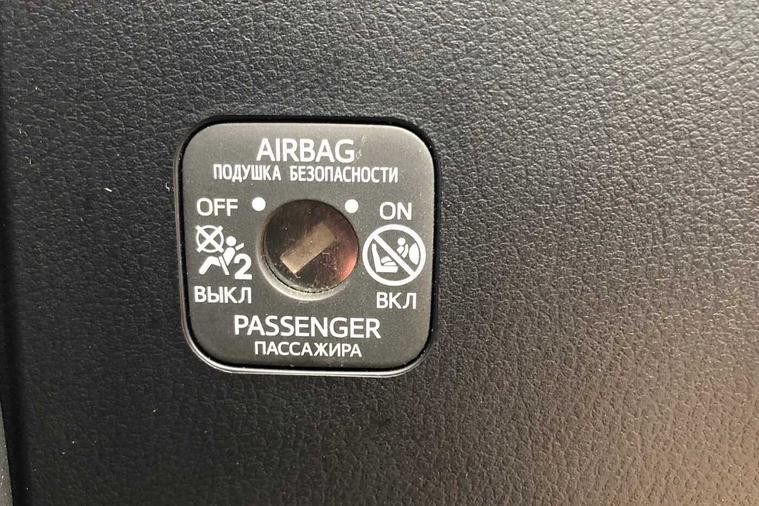 AIRBAG
ПОДУШКА БЕЗОПАСНОСТИ
OFF ON
2
ВЫКЛ ВКЛ
PASSENGER
ПАССАЖИРА